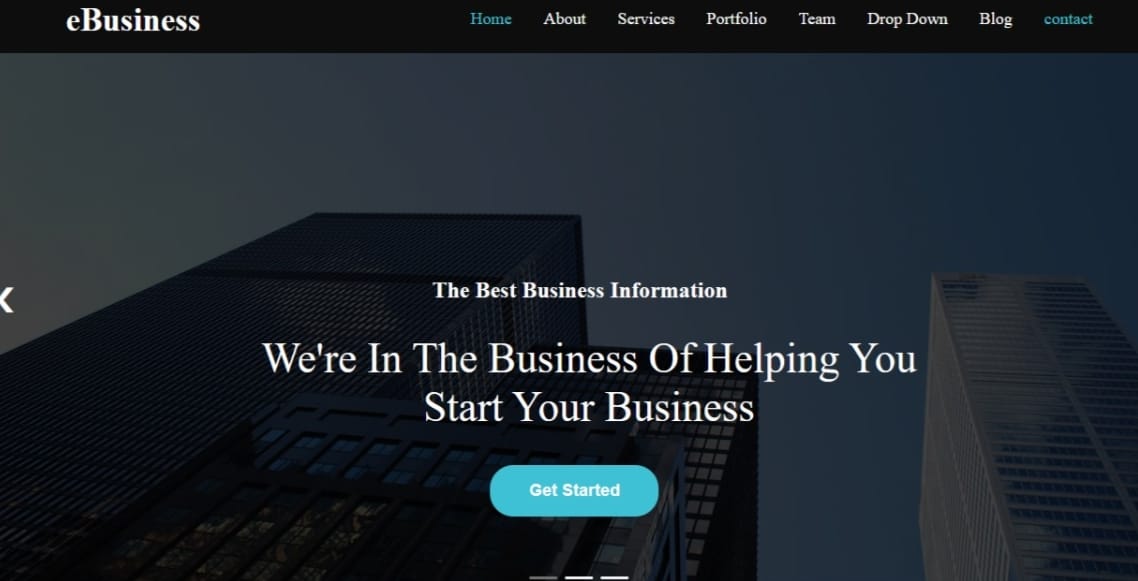 eBusiness
Home About Services Portfolio Team Drop Down Blog contact
The Best Business Information
We're In The Business Of Helping You
Start Your Business
Get Started